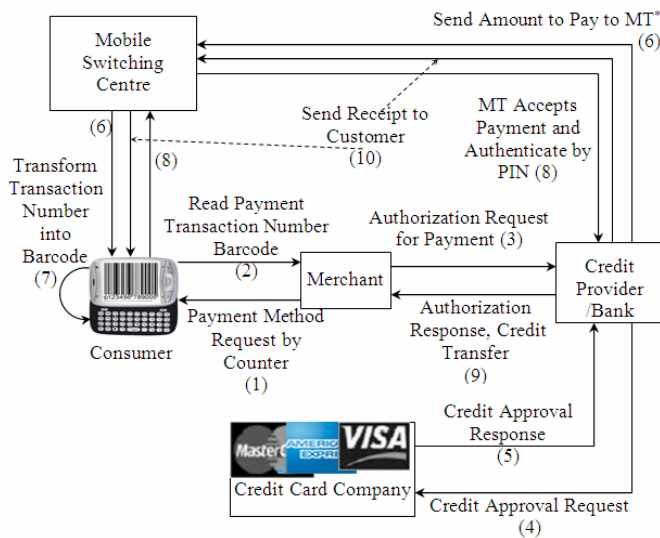 Send Amount to Pay to MT*
(6)
Mobile
Switching
Centre
Send Receipt to
Customer
(10)
MT Accepts
Payment and
Authenticate by
PIN (8)
(6)
(8)
Transform
Transaction
Number
into
Barcode
(7)
Read Payment
Transaction Number
Barcode
(2)
Authorization Request
for Payment (3)
Merchant
Credit
Provider
/Bank
Consumer
Payment Method
Request by
Counter
(1)
Authorization
Response, Credit
Transfer
(9)
VISA
Credit Card Company
Credit Approval
Response
(5)
Credit Approval Request
(4)